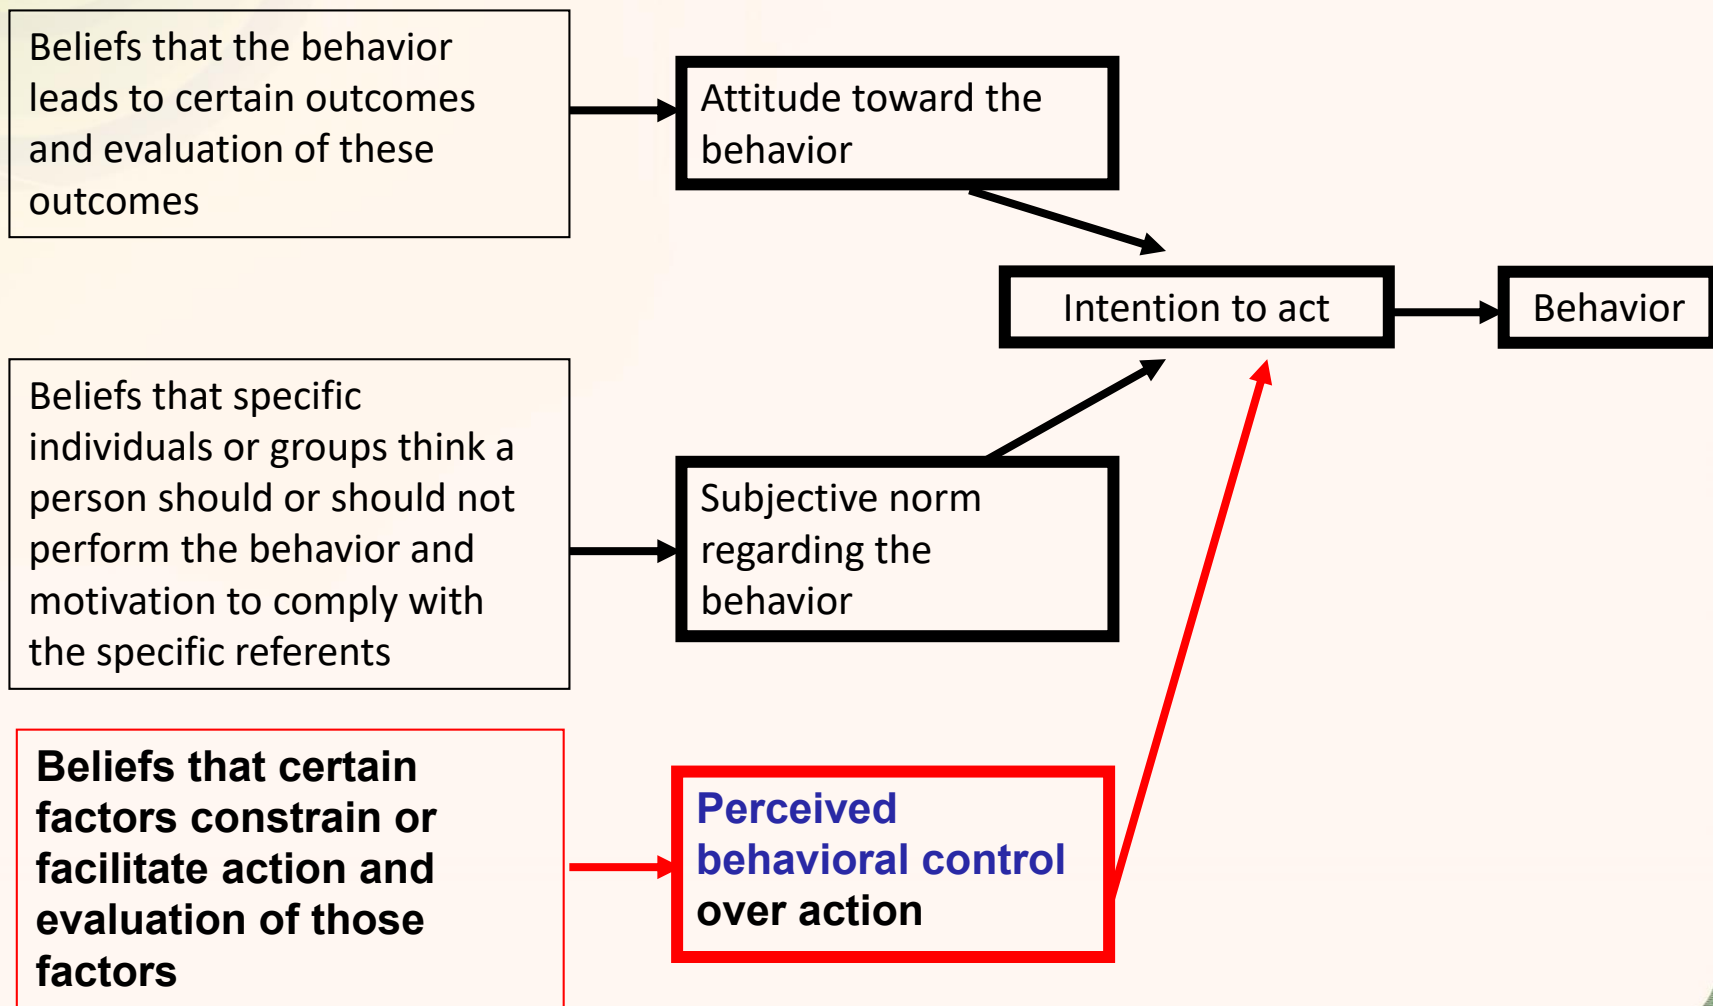 Beliefs that the behavior
leads to certain outcomes
and evaluation of these
outcomes
Attitude toward the
behavior
Intention to act
Behavior
Beliefs that specific
individuals or groups think a
person should or should not
perform the behavior and
motivation to comply with
the specific referents
Subjective norm
regarding the
behavior
Beliefs that certain
factors constrain or
facilitate action and
evaluation of those
factors
Perceived
behavioral control
over action